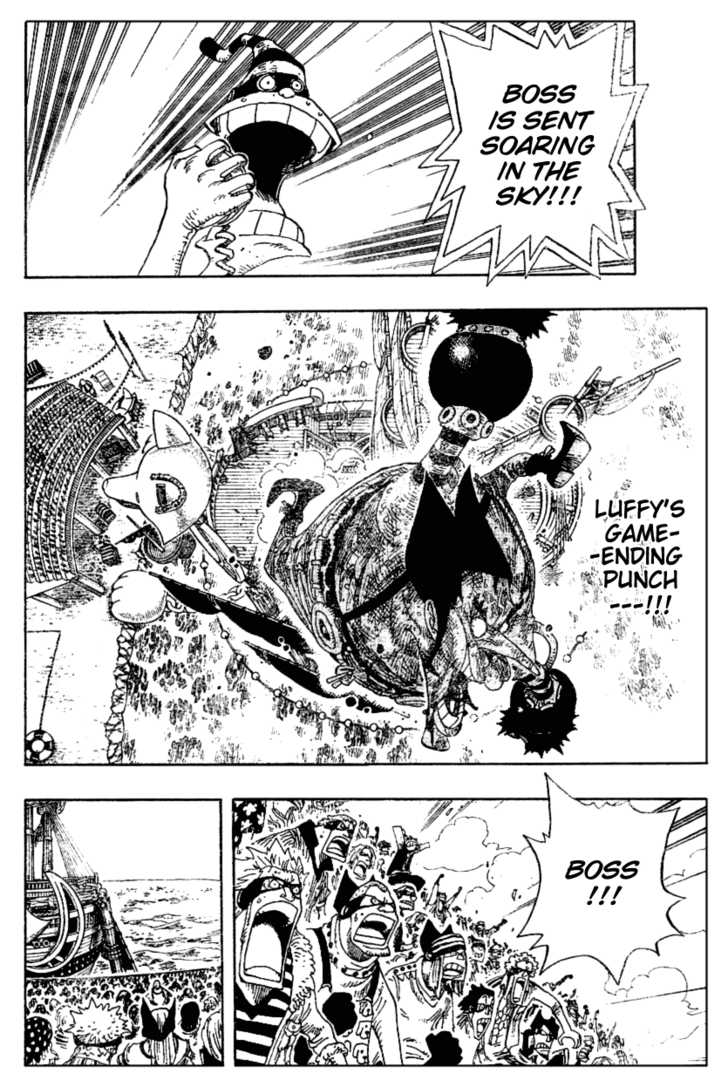 BOSS
IS SENT
SOARING
IN THE
SKY!!!
LUFFY'S
GAME-
-ENDING
PUNCH
---!!!
BOSS
!!!